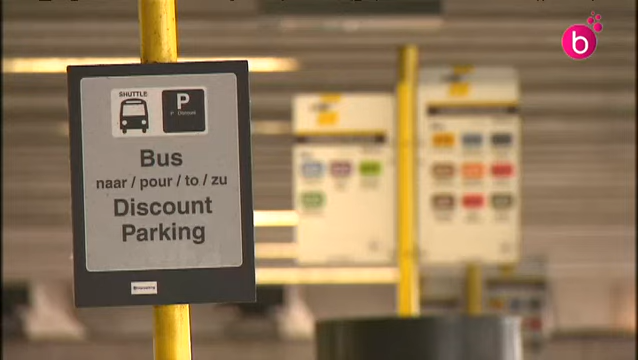 SHUTTLE
P
Bus
naar / pour / to / zu
Discount
Parking
b